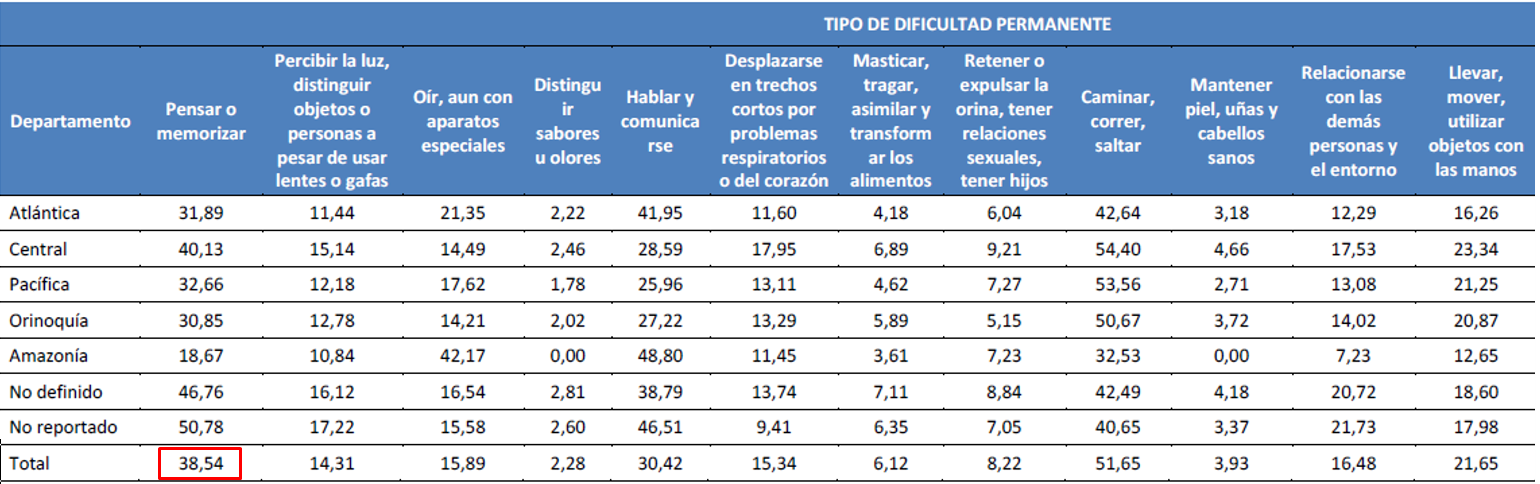 TIPO DE DIFICULTAD PERMANENTE
Departamento
Pensar o
memorizar
Percibir la luz,
distinguir
objetos o
personas a
pesar de usar
lentes o gafas
Oír, aun con
aparatos
especiales
Distingu
ir
sabores
u olores
Hablar y
comunica
rse
Desplazarse
en trechos
cortos por
problemas
respiratorios
o del corazón
Masticar,
tragar,
asimilar y
transform
ar los
alimentos
Retener o
expulsar la
orina, tener
relaciones
sexuales,
tener hijos
Caminar,
correr,
saltar
Mantener
piel, uñas y
cabellos
sanos
Relacionarse
con las
demás
personas y
el entorno
Llevar,
mover,
utilizar
objetos con
las manos
Atlántica 31,89 11,44 21,35 2,22 41,95 11,60 4,18 6,04 42,64 3,18 12,29 16,26
Central 40,13 15,14 14,49 2,46 28,59 17,95 6,89 9,21 54,40 4,66 17,53 23,34
Pacífica 32,66 12,18 17,62 1,78 25,96 13,11 4,62 7,27 53,56 2,71 13,08 21,25
Orinoquía 30,85 12,78 14,21 2,02 27,22 13,29 5,89 5,15 50,67 3,72 14,02 20,87
Amazonía 18,67 10,84 42,17 0,00 48,80 11,45 3,61 7,23 32,53 0,00 7,23 12,65
No definido 46,76 16,12 16,54 2,81 38,79 13,74 7,11 8,84 42,49 4,18 20,72 18,60
No reportado 50,78 17,22 15,58 2,60 46,51 9,41 6,35 7,05 40,65 3,37 21,73 17,98
Total 38,54 14,31 15,89 2,28 30,42 15,34 6,12 8,22 51,65 3,93 16,48 21,65